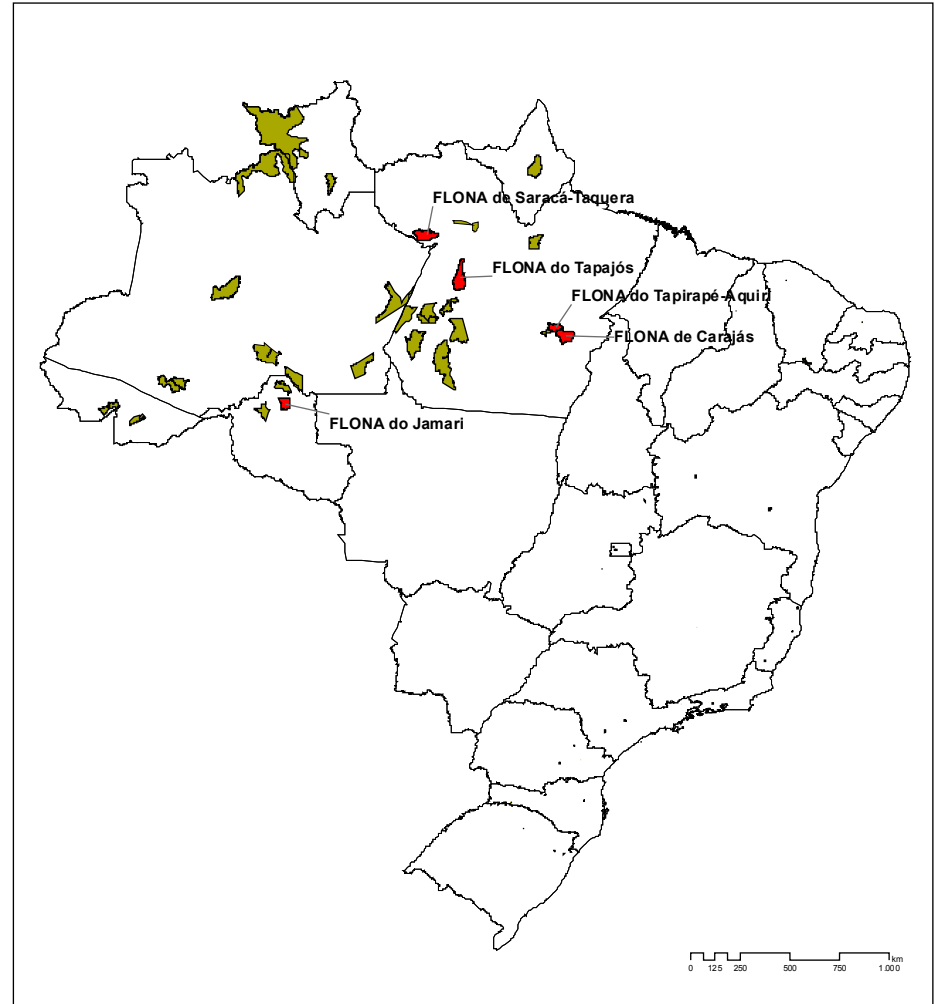 FLONA de Saracá-Taquera
FLONA do Tapajós
FLONA do Tapirapé-Aquiri
FLONA de Carajás
FLONA do Jamari
km
0 125 250 500 750 1.000